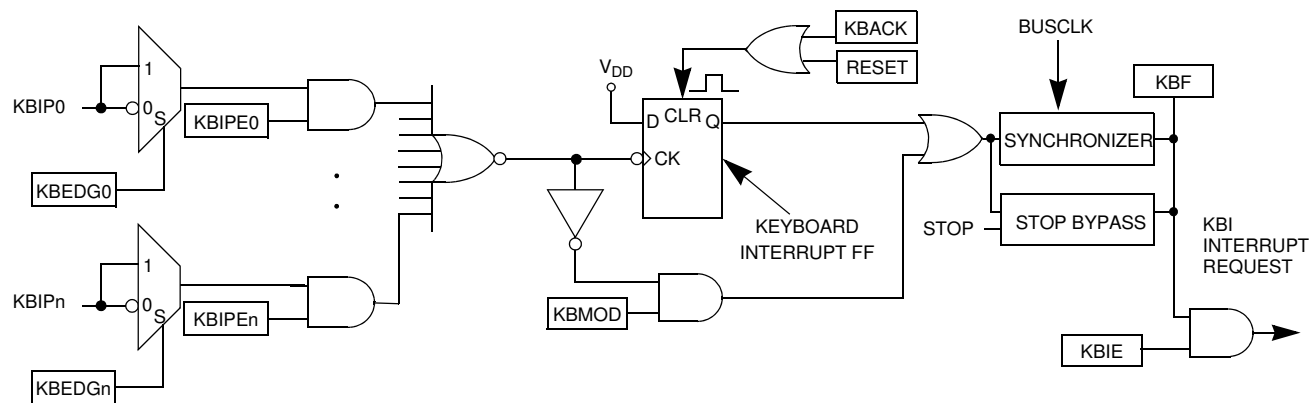 BUSCLK
KBACK
RESET
KBF
V_DD
1
KBIP0
0
S
KBIPE0
KBEDG0
D
CLR
Q
CK
SYNCHRONIZER
KEYBOARD
INTERRUPT FF
STOP BYPASS
STOP
KBI
INTERRUPT
REQUEST
1
KBIPn
0
S
KBIPEn
KBEDGn
KBMOD
KBIE